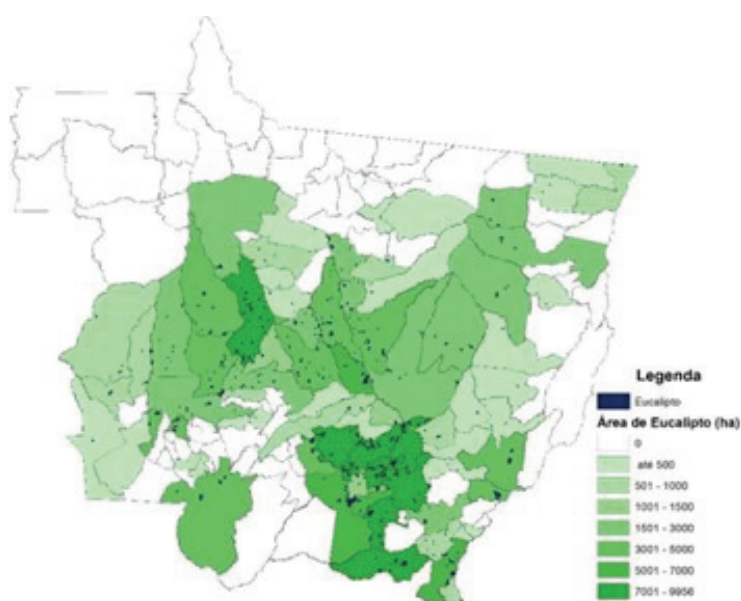 Legenda
Eucalipto
Área de Eucalipto (ha)
0
até 500
501 - 1000
1001 - 1500
1501 - 3000
3001 - 5000
5001 - 7000
7001 - 9956